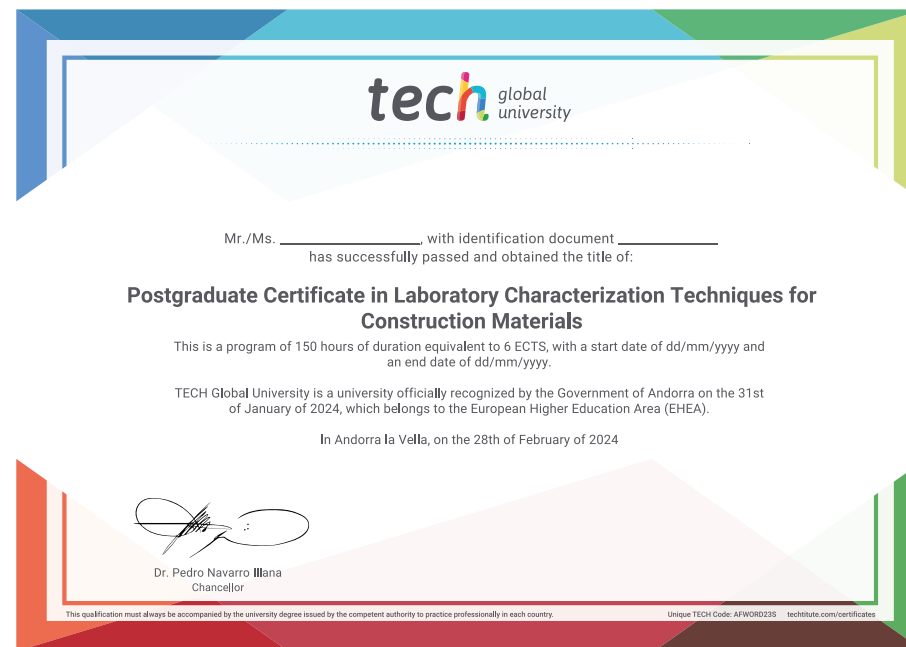 tech global university
Mr./Ms. ____________________, with identification document ______________
has successfully passed and obtained the title of:
Postgraduate Certificate in Laboratory Characterization Techniques for
Construction Materials
This is a program of 150 hours of duration equivalent to 6 ECTS, with a start date of dd/mm/yyyy and
an end date of dd/mm/yyyy.
TECH Global University is a university officially recognized by the Government of Andorra on the 31st
of January of 2024, which belongs to the European Higher Education Area (EHEA).
In Andorra la Vella, on the 28th of February of 2024
Dr. Pedro Navarro Illana
Chancellor
This qualification must always be accompanied by the university degree issued by the competent authority to practice professionally in each country.
Unique TECH Code: AFWORD23S techtitute.com/certificates